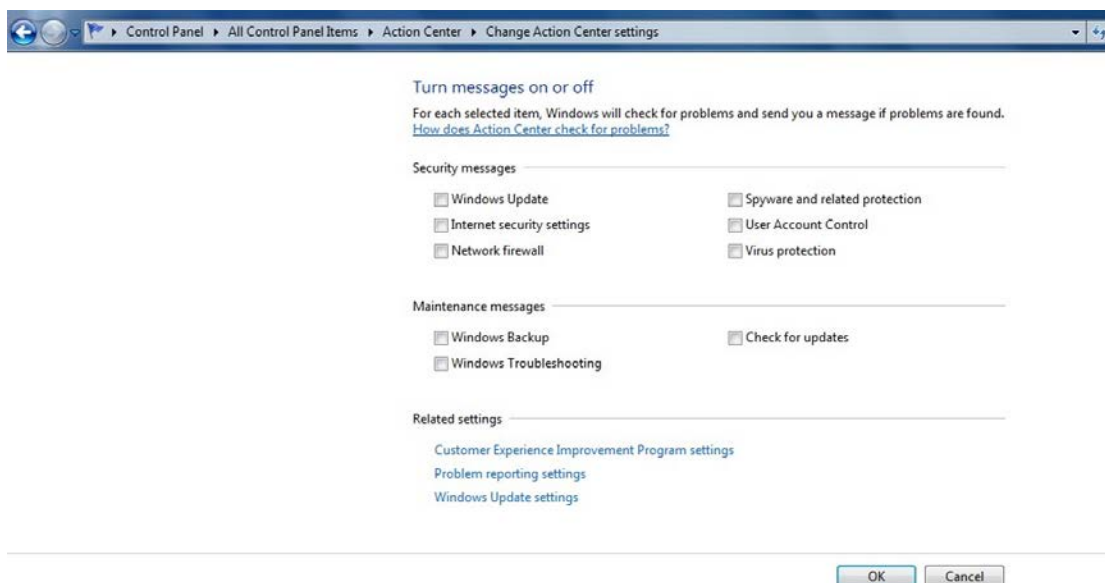 Control Panel All Control Panel Items Action Center Change Action Center settings
Turn messages on or off
For each selected item, Windows will check for problems and send you a message if problems are found.
How does Action Center check for problems?
Security messages
Windows Update Spyware and related protection
Internet security settings User Account Control
Network firewall Virus protection
Maintenance messages
Windows Backup Check for updates
Windows Troubleshooting
Related settings
Customer Experience Improvement Program settings
Problem reporting settings
Windows Update settings
OK Cancel